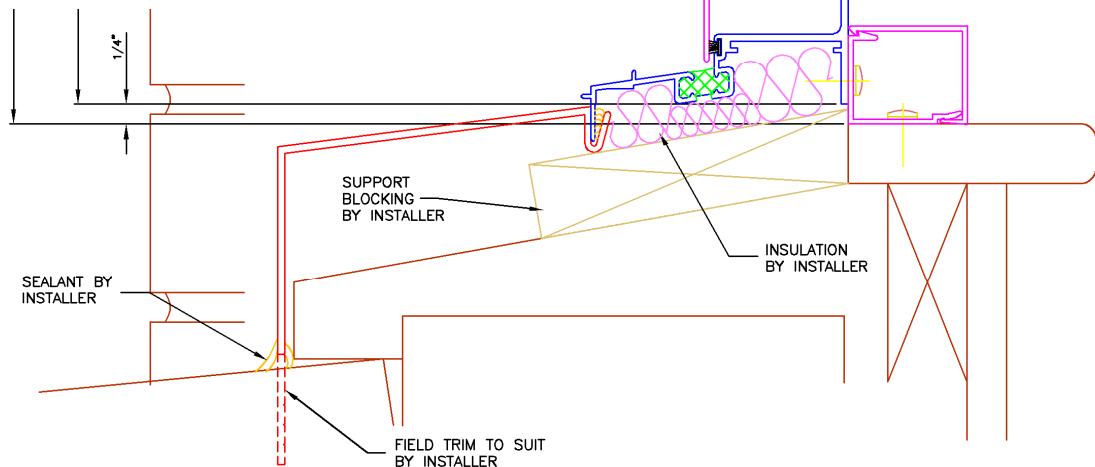 1/4"
SUPPORT
BLOCKING
BY INSTALLER
INSULATION
BY INSTALLER
SEALANT BY
INSTALLER
FIELD TRIM TO SUIT
BY INSTALLER